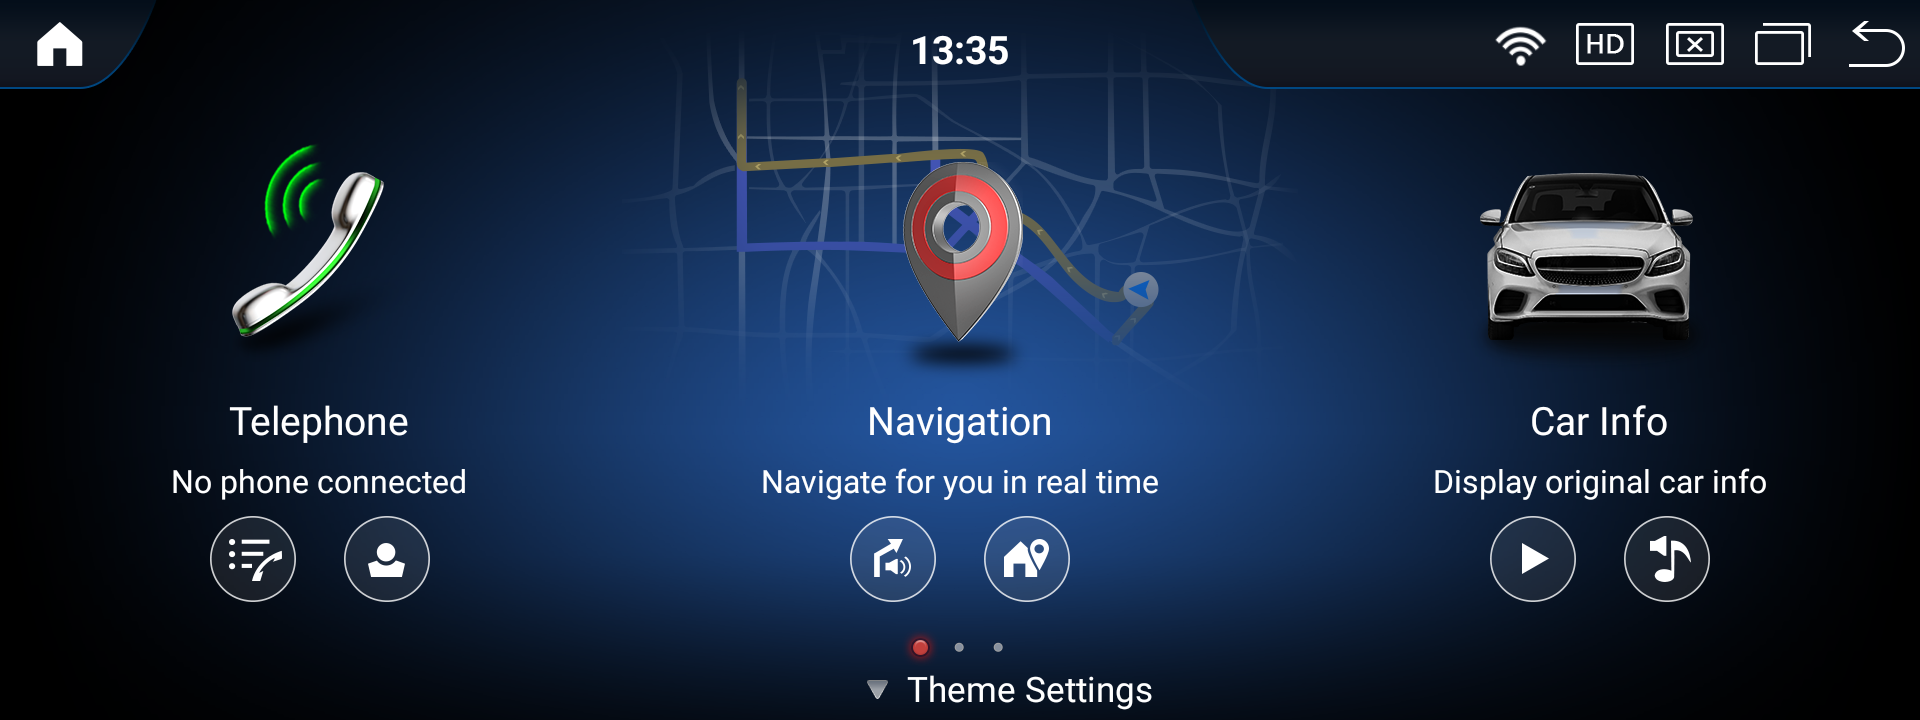 13:35
HD
Telephone
No phone connected
Navigation
Navigate for you in real time
Car Info
Display original car info
Theme Settings